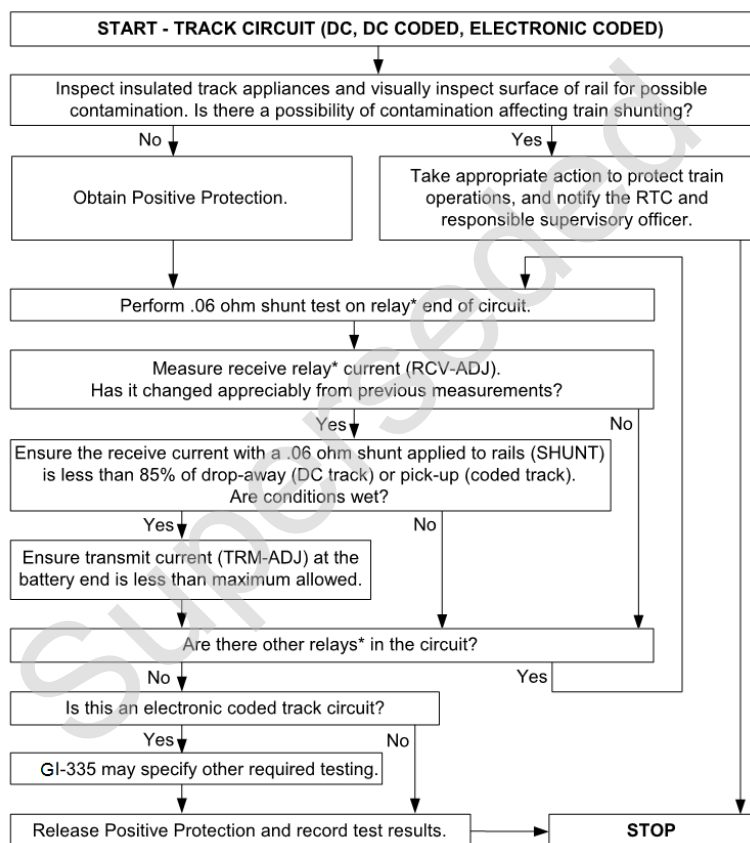 START - TRACK CIRCUIT (DC, DC CODED, ELECTRONIC CODED)
Inspect insulated track appliances and visually inspect surface of rail for possible
contamination. Is there a possibility of contamination affecting train shunting?
No
Yes
Obtain Positive Protection.
Take appropriate action to protect train
operations, and notify the RTC and
responsible supervisory officer.
Perform .06 ohm shunt test on relay* end of circuit.
Measure receive relay* current (RCV-ADJ).
Has it changed appreciably from previous measurements?
Yes
No
Ensure the receive current with a .06 ohm shunt applied to rails (SHUNT)
is less than 85% of drop-away (DC track) or pick-up (coded track).
Are conditions wet?
Yes
No
Ensure transmit current (TRM-ADJ) at the
battery end is less than maximum allowed.
Are there other relays* in the circuit?
No
Yes
Is this an electronic coded track circuit?
Yes
No
GI-335 may specify other required testing.
Release Positive Protection and record test results.
STOP
Superseded